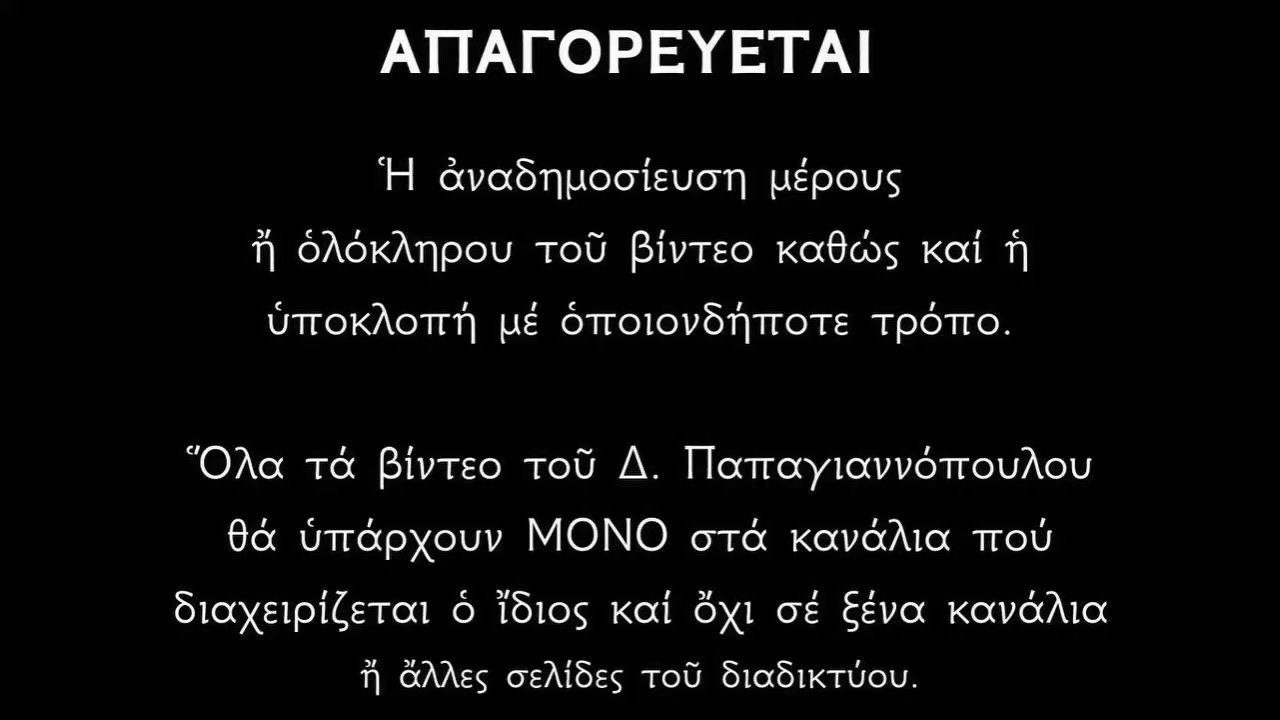 ΑΠΑΓΟΡΕΥΕΤΑΙ
Ἡ ἀναδημοσίευση μέρους
ἤ ὁλόκληρου τοῦ βίντεο καθώς καί ἡ
ὑποκλοπή μέ ὁποιονδήποτε τρόπο.
Ὅλα τά βίντεο τοῦ Δ. Παπαγιαννόπουλου
θά ὑπάρχουν ΜΟΝΟ στά κανάλια πού
διαχειρίζεται ὁ ἴδιος καί ὄχι σέ ξένα κανάλια
ἤ ἄλλες σελίδες τοῦ διαδικτύου.